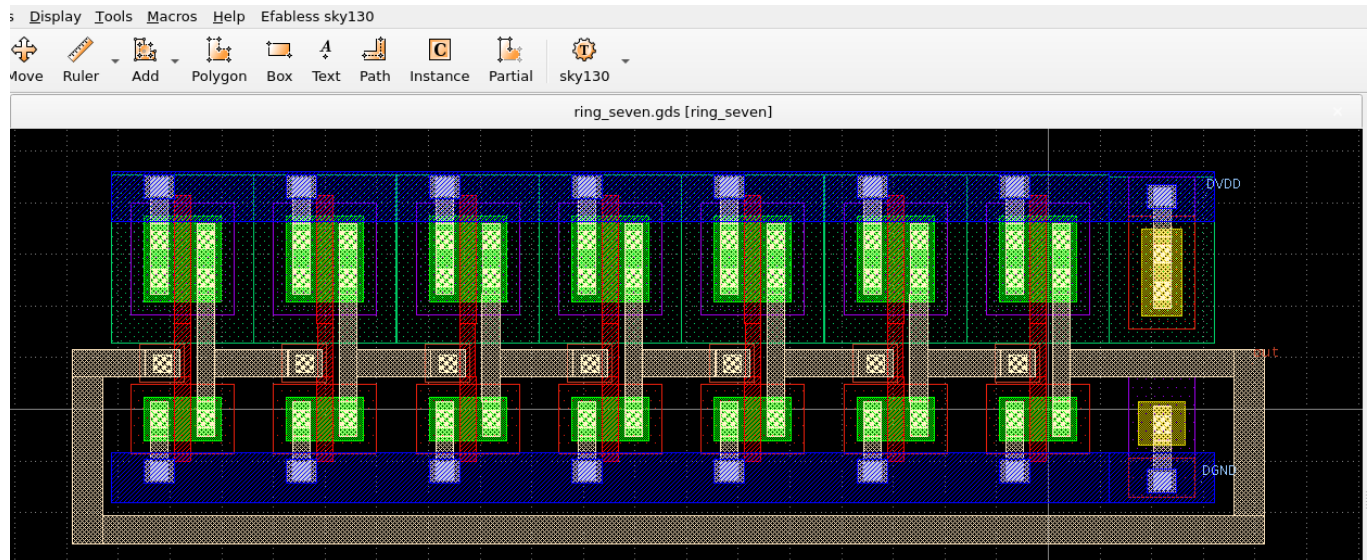 s Display Tools Macros Help Efabless sky130
Move Ruler Add Polygon Box Text Path Instance Partial sky130
ring_seven.gds [ring_seven]
DVDD
out
DGND